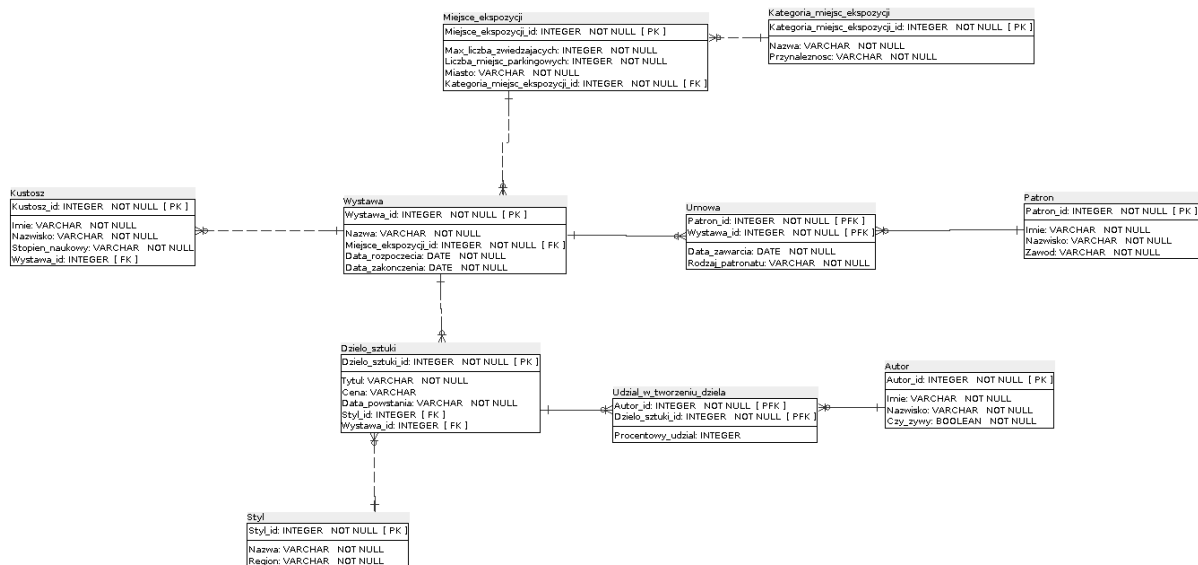 Miejsce_ekspozycji
Miejsce_ekspozycji_id: INTEGER NOT NULL [ PK ]
Max_liczba_zwiedzajacych: INTEGER NOT NULL
Liczba_miejsc_parkingowych: INTEGER NOT NULL
Miasto: VARCHAR NOT NULL
Kategoria_miejsc_ekspozycji_id: INTEGER NOT NULL [ FK ]
Kategoria_miejsc_ekspozycji
Kategoria_miejsc_ekspozycji_id: INTEGER NOT NULL [ PK ]
Nazwa: VARCHAR NOT NULL
Przynaleznosc: VARCHAR NOT NULL
Kustosz
Kustosz_id: INTEGER NOT NULL [ PK ]
Imie: VARCHAR NOT NULL
Nazwisko: VARCHAR NOT NULL
Stopien_naukowy: VARCHAR NOT NULL
Wystawa_id: INTEGER [ FK ]
Wystawa
Wystawa_id: INTEGER NOT NULL [ PK ]
Nazwa: VARCHAR NOT NULL
Miejsce_ekspozycji_id: INTEGER NOT NULL [ FK ]
Data_rozpoczecia: DATE NOT NULL
Data_zakonczenia: DATE NOT NULL
Umowa
Patron_id: INTEGER NOT NULL [ PFK ]
Wystawa_id: INTEGER NOT NULL [ PFK ]
Data_zawarcia: DATE NOT NULL
Rodzaj_patronatu: VARCHAR NOT NULL
Patron
Patron_id: INTEGER NOT NULL [ PK ]
Imie: VARCHAR NOT NULL
Nazwisko: VARCHAR NOT NULL
Zawod: VARCHAR NOT NULL
Dzielo_sztuki
Dzielo_sztuki_id: INTEGER NOT NULL [ PK ]
Tytul: VARCHAR NOT NULL
Cena: VARCHAR
Data_powstania: VARCHAR NOT NULL
Styl_id: INTEGER [ FK ]
Wystawa_id: INTEGER [ FK ]
Udzial_w_tworzeniu_dziela
Autor_id: INTEGER NOT NULL [ PFK ]
Dzielo_sztuki_id: INTEGER NOT NULL [ PFK ]
Procentowy_udzial: INTEGER
Autor
Autor_id: INTEGER NOT NULL [ PK ]
Imie: VARCHAR NOT NULL
Nazwisko: VARCHAR NOT NULL
Czy_zywy: BOOLEAN NOT NULL
Styl
Styl_id: INTEGER NOT NULL [ PK ]
Nazwa: VARCHAR NOT NULL
Region: VARCHAR NOT NULL